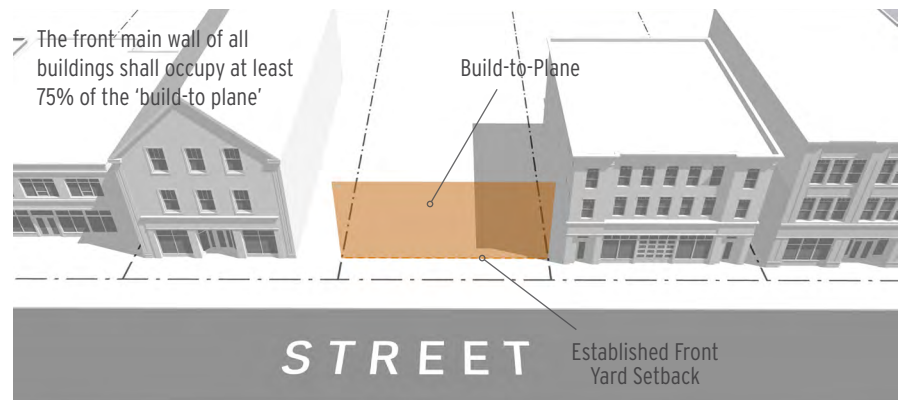 The front main wall of all
buildings shall occupy at least
75% of the ‘build-to plane’
Build-to-Plane
STREET
Established Front
Yard Setback